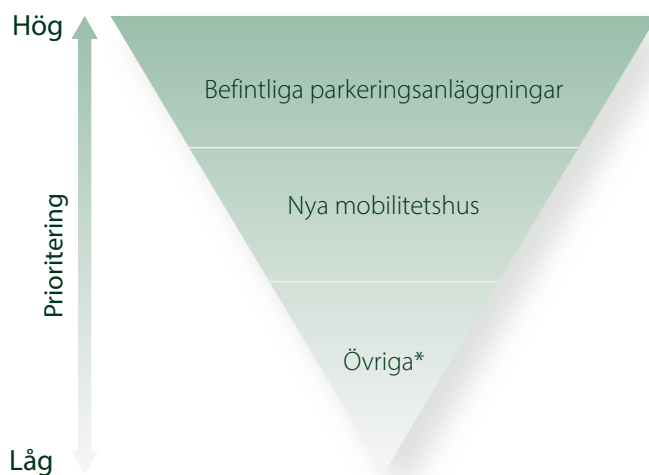 Hög
Befintliga parkeringsanläggningar
Nya mobilitetshus
Prioritering
Övriga*
Låg